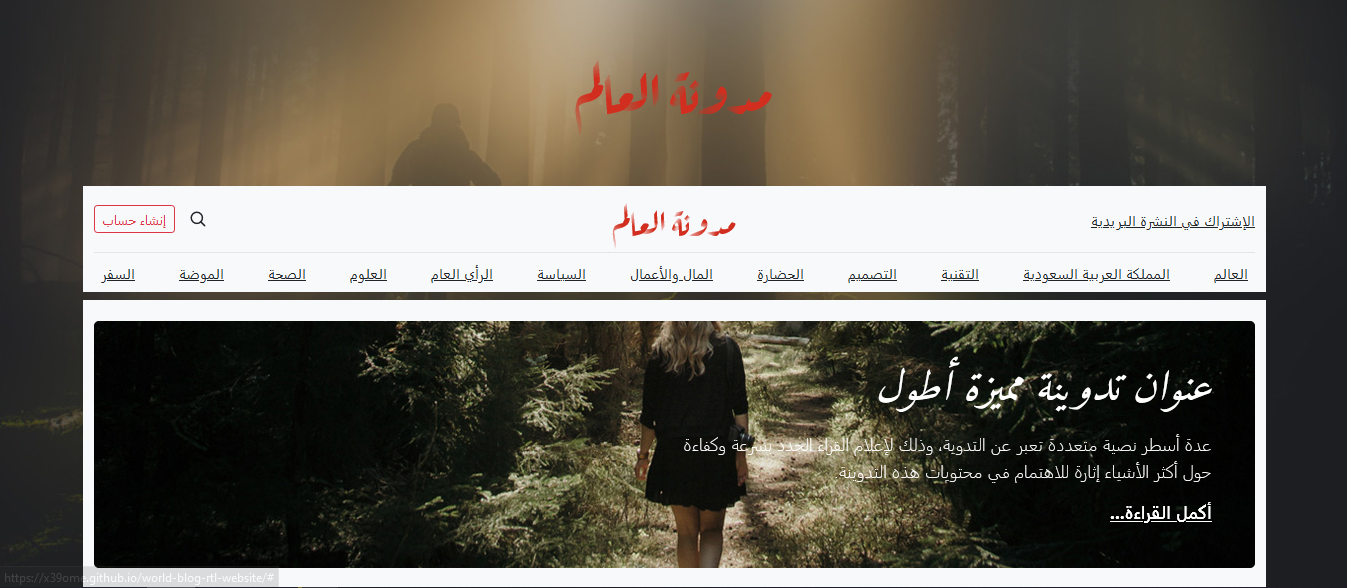 مدونة العالم
الإشتراك في النشرة البريدية
مدونة العالم
إنشاء حساب
العالم
المملكة العربية السعودية
التقنية
التصميم
الحضارة
المال والأعمال
السياسة
الرأي العام
العلوم
الصحة
الموضة
السفر
عنوان تدوينة مميزة أطول
عدة أسطر نصية متعددة تعبر عن التدوية، وذلك لإعلام القراء الجدد بسرعة وكفاءة
حول أكثر الأشياء إثارة للاهتمام في محتويات هذه التدوينة.
أكمل القراءة...
https://x39ome.github.io/world-blog-rtl-website/#